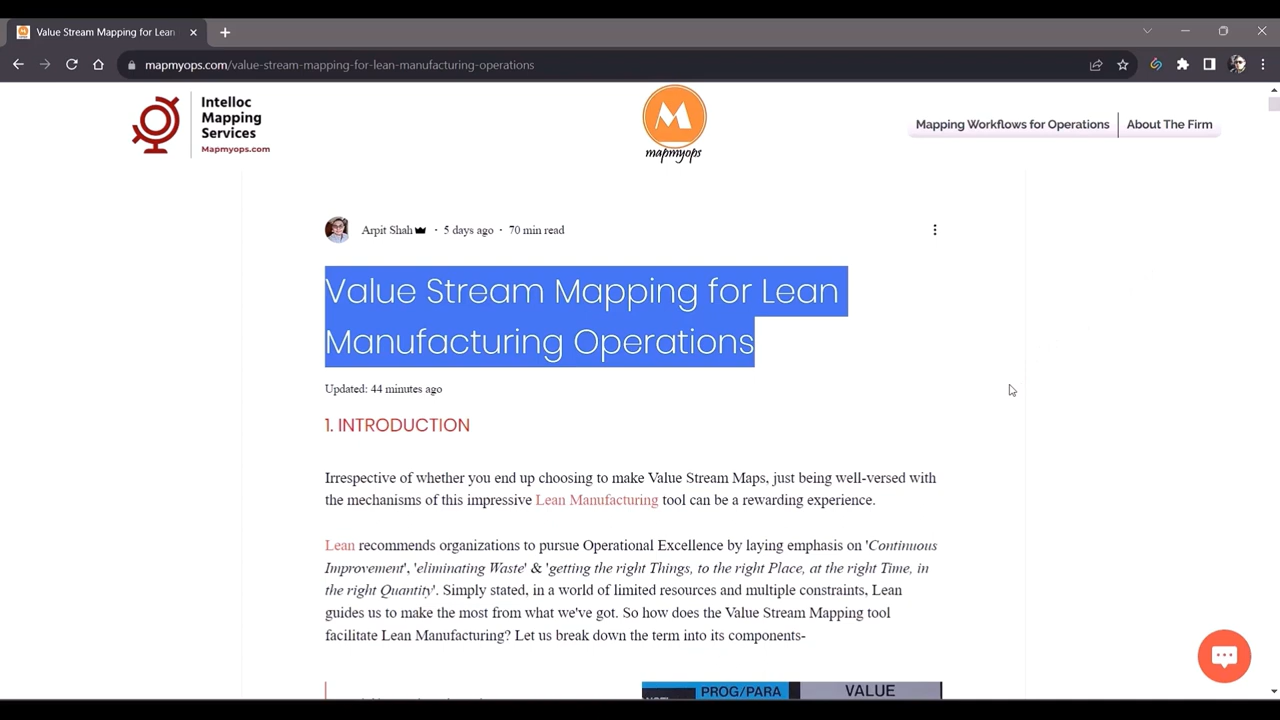 Value Stream Mapping for Lean
mapmyops.com/value-stream-mapping-for-lean-manufacturing-operations
Intelloc
Mapping
Services
Mapmyops.com
M
mapmyops
Mapping Workflows for Operations
About The Firm
Arpit Shah · 5 days ago · 70 min read
Value Stream Mapping for Lean
Manufacturing Operations
Updated: 44 minutes ago
1. INTRODUCTION
Irrespective of whether you end up choosing to make Value Stream Maps, just being well-versed with
the mechanisms of this impressive Lean Manufacturing tool can be a rewarding experience.
Lean recommends organizations to pursue Operational Excellence by laying emphasis on 'Continuous
Improvement', 'eliminating Waste' & 'getting the right Things, to the right Place, at the right Time, in
the right Quantity'. Simply stated, in a world of limited resources and multiple constraints, Lean
guides us to make the most from what we've got. So how does the Value Stream Mapping tool
facilitate Lean Manufacturing? Let us break down the term into its components-
PROG/PARA
VALUE